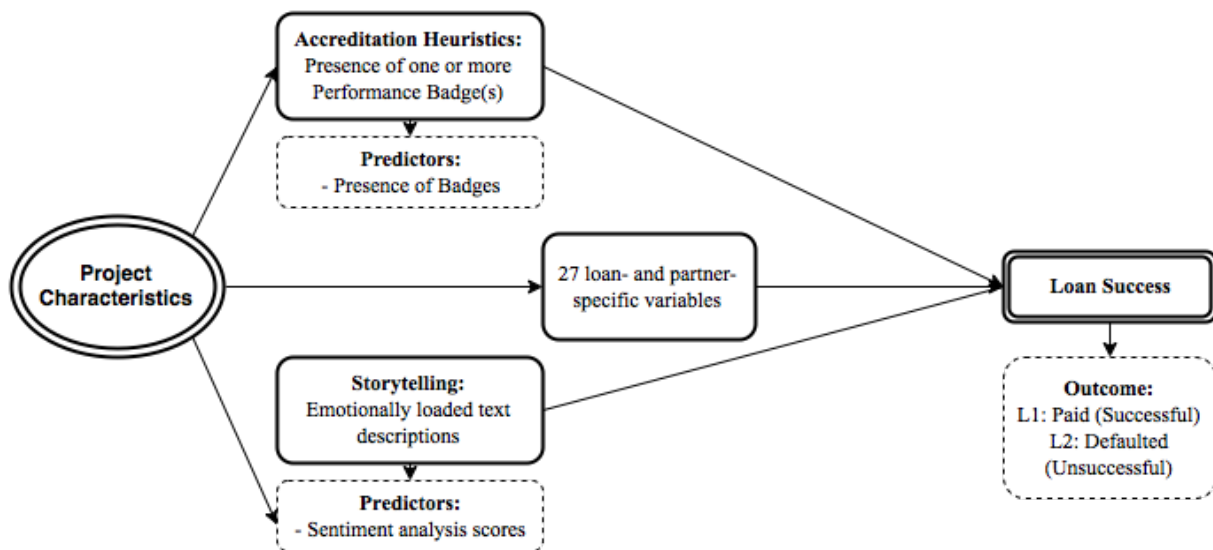 Accreditation Heuristics:
Presence of one or more
Performance Badge(s)
Predictors:
- Presence of Badges
Project
Characteristics
27 loan- and partner-
specific variables
Loan Success
Storytelling:
Emotionally loaded text
descriptions
Predictors:
- Sentiment analysis scores
Outcome:
L1: Paid (Successful)
L2: Defaulted
(Unsuccessful)